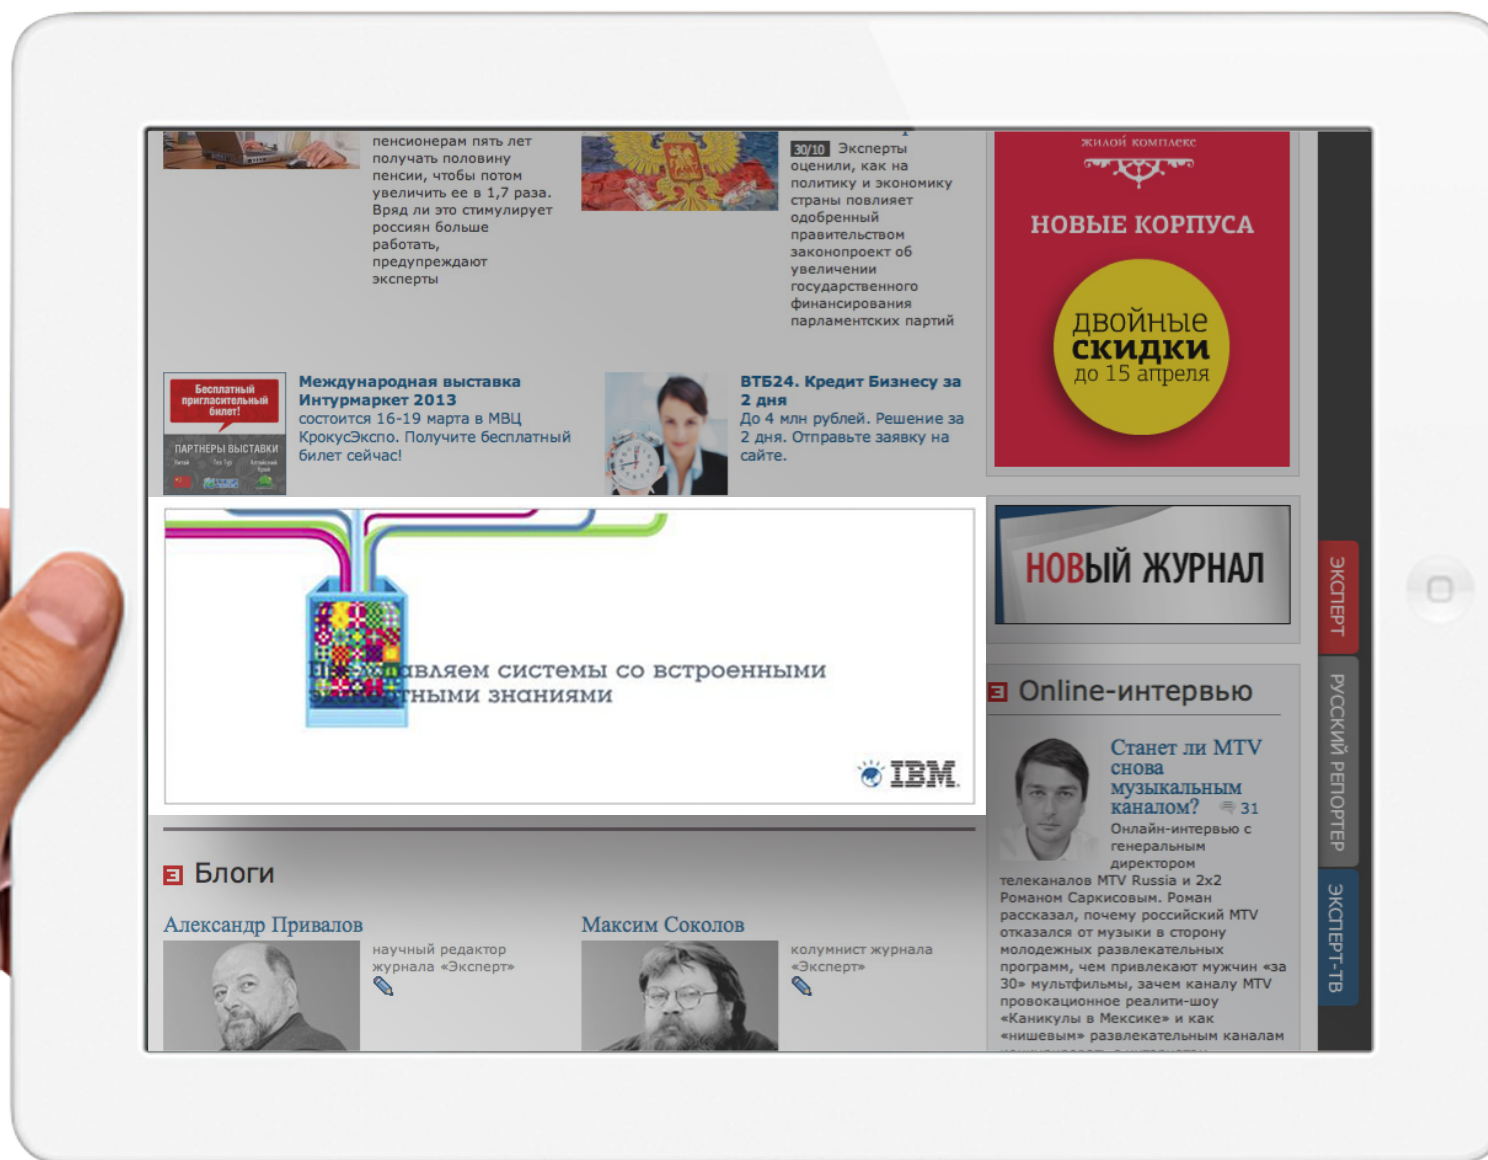 пенсионерам пять лет
получать половину
пенсии, чтобы потом
увеличить ее в 1,7 раза.
Вряд ли это стимулирует
россиян больше
работать,
предупреждают
эксперты
30/10 Эксперты
оценили, как на
политику и экономику
страны повлияет
одобренный
правительством
законопроект об
увеличении
государственного
финансирования
парламентских партий
жилой комплекс
НОВЫЕ КОРПУСА
двойные
скидки
до 15 апреля
Бесплатный
пригласительный
билет!
ПАРТНЕРЫ ВЫСТАВКИ
Китай Тез Тур Алтайский
Край
Международная выставка
Интурмаркет 2013
состоится 16-19 марта в МВЦ
КрокусЭкспо. Получите бесплатный
билет сейчас!
ВТБ24. Кредит Бизнесу за
2 дня
До 4 млн рублей. Решение за
2 дня. Отправьте заявку на
сайте.
авляем системы со встроенными
экспертными знаниями
IBM.
НОВЫЙ ЖУРНАЛ
ЭКСПЕРТ
РУССКИЙ РЕПОРТЕР
ЭКСПЕРТ-ТВ
Э Online-интервью
Станет ли MTV
снова
музыкальным
каналом? 31
Онлайн-интервью с
генеральным
директором
телеканалов MTV Russia и 2x2
Романом Саркисовым. Роман
рассказал, почему российский MTV
отказался от музыки в сторону
молодежных развлекательных
программ, чем привлекают мужчин «за
30» мультфильмы, зачем каналу MTV
провокационное реалити-шоу
«Каникулы в Мексике» и как
«нишевым» развлекательным каналам
Э Блоги
Александр Привалов
научный редактор
журнала «Эксперт»
Максим Соколов
колумнист журнала
«Эксперт»